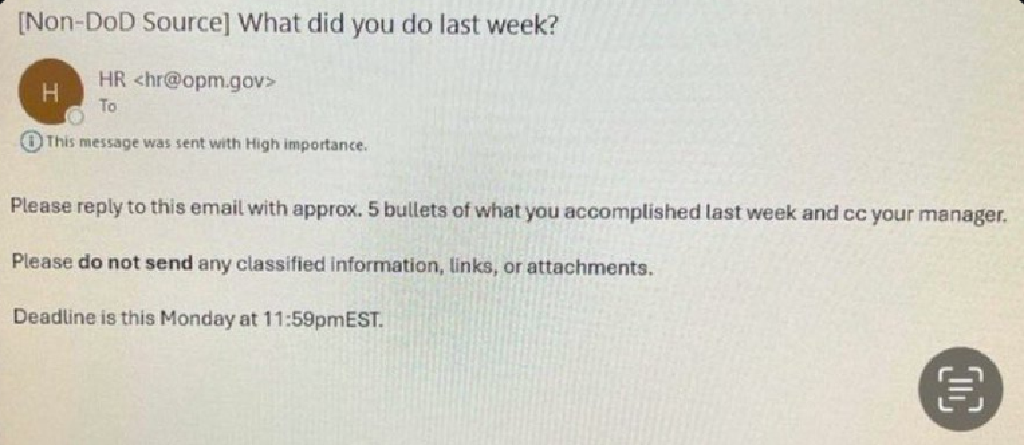 [Non-DoD Source] What did you do last week?
H
HR <hr@opm.gov>
To
This message was sent with High importance.
Please reply to this email with approx. 5 bullets of what you accomplished last week and cc your manager.
Please do not send any classified information, links, or attachments.
Deadline is this Monday at 11:59pmEST.